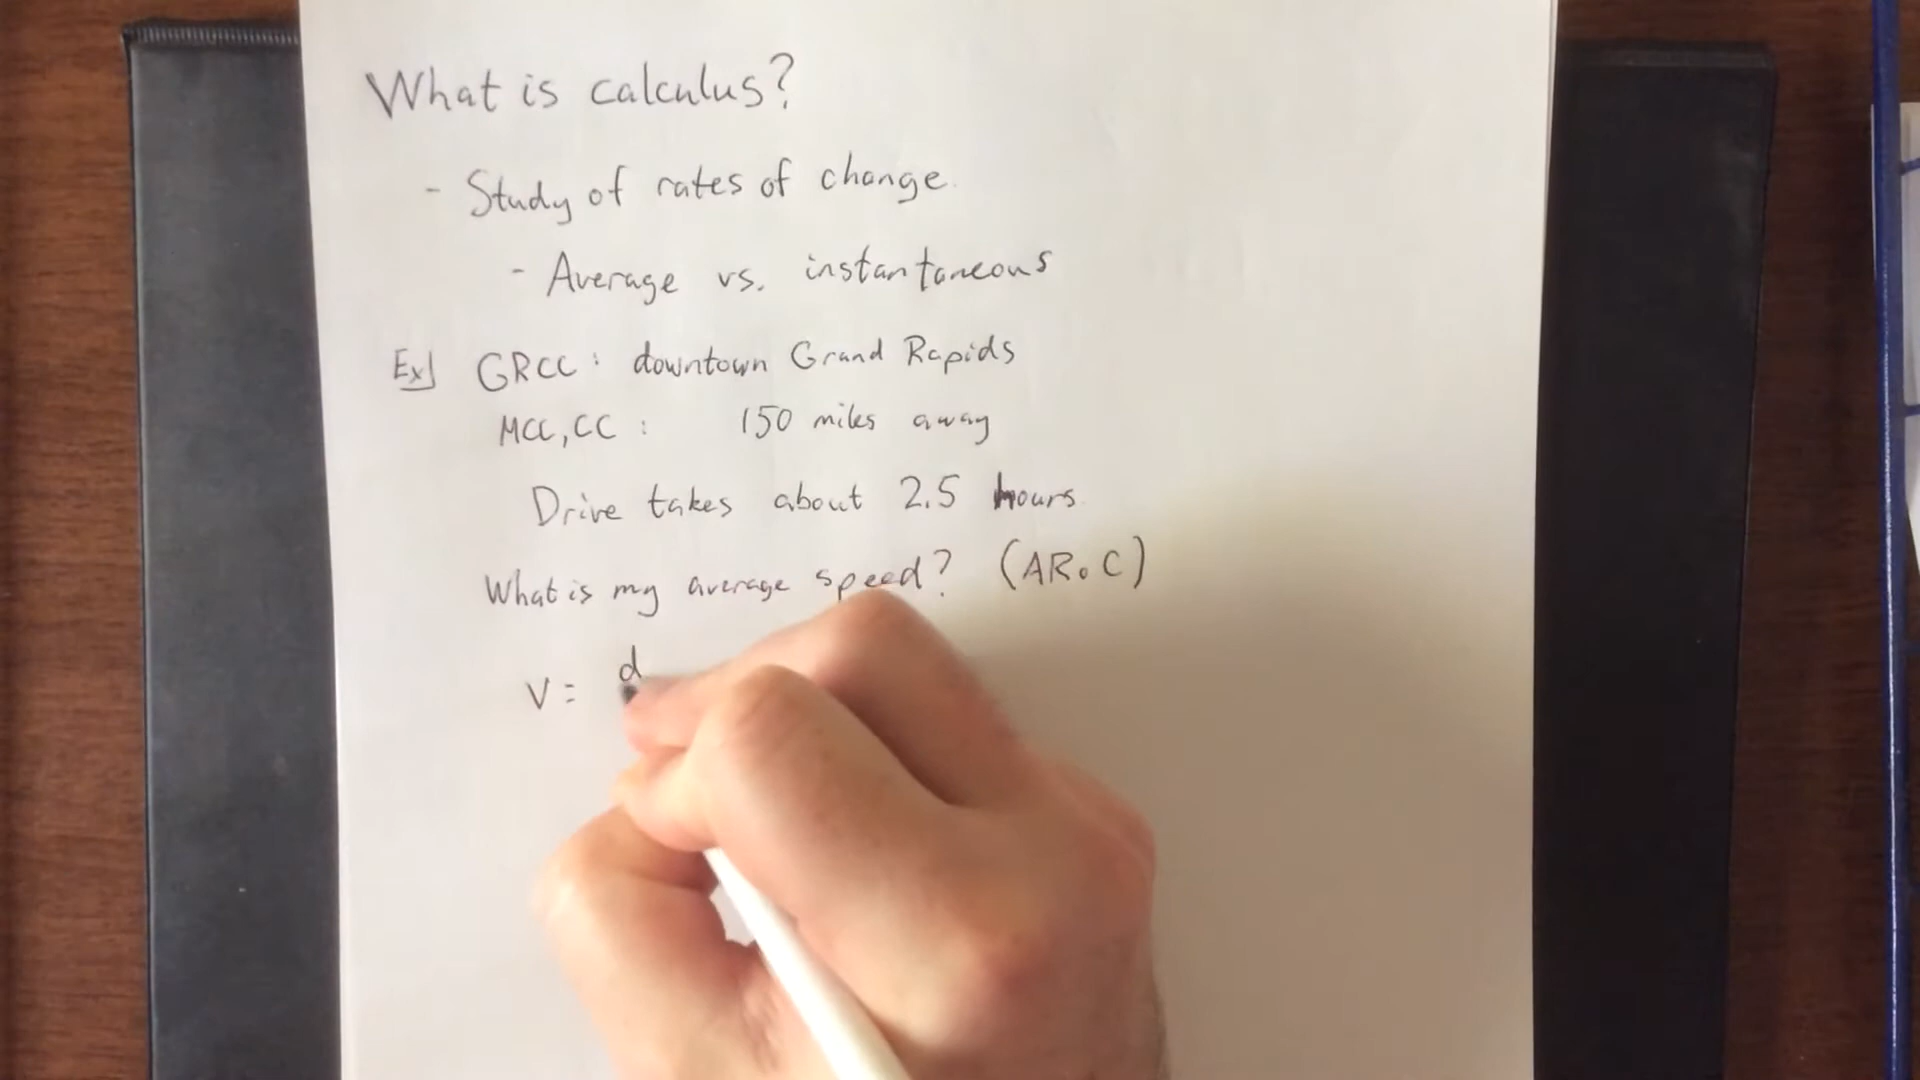 What is calculus?
- Study of rates of change.
- Average vs. instantaneous
Ex] GRCC: downtown Grand Rapids
MCC, CC: 150 miles away
Drive takes about 2.5 hours
What is my average speed? (ARoC)
V = d